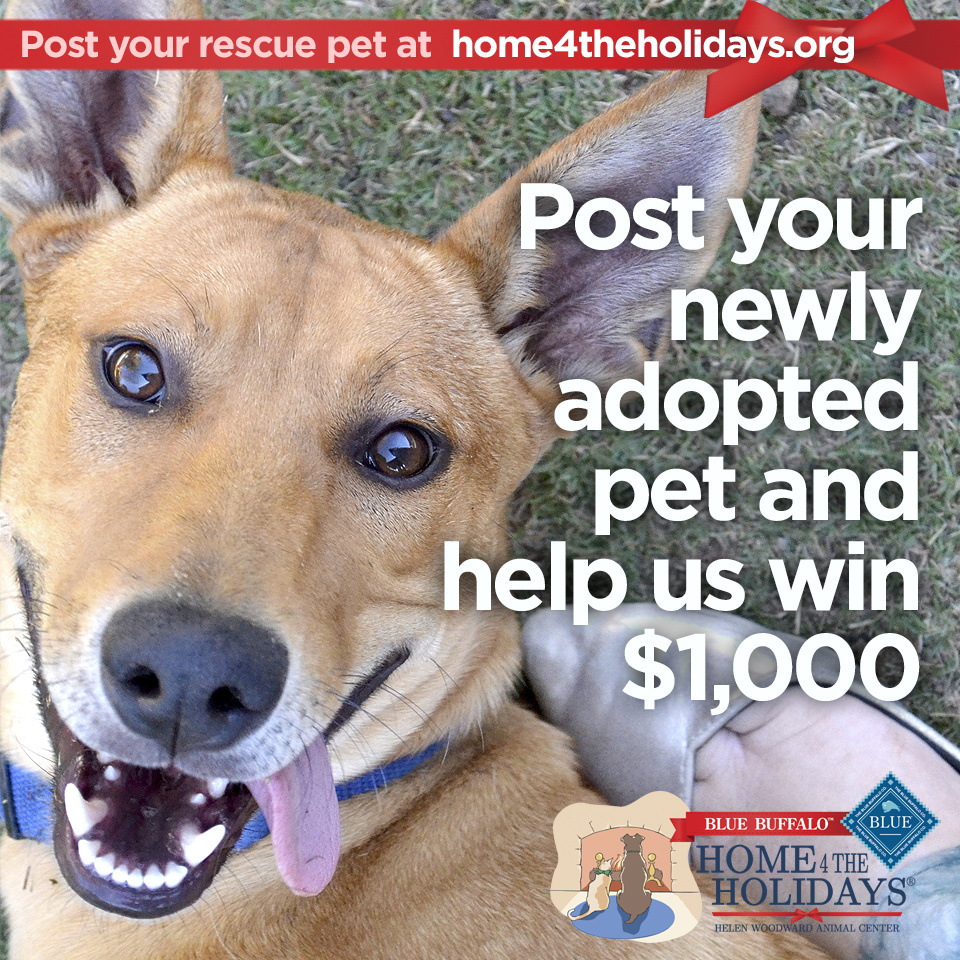 Post your rescue pet at home4theholidays.org
Post your
newly
adopted
pet and
help us win
$1,000
BLUE BUFFALO™
BLUE
HOME 4 THE
HOLIDAYS®
HELEN WOODWARD ANIMAL CENTER